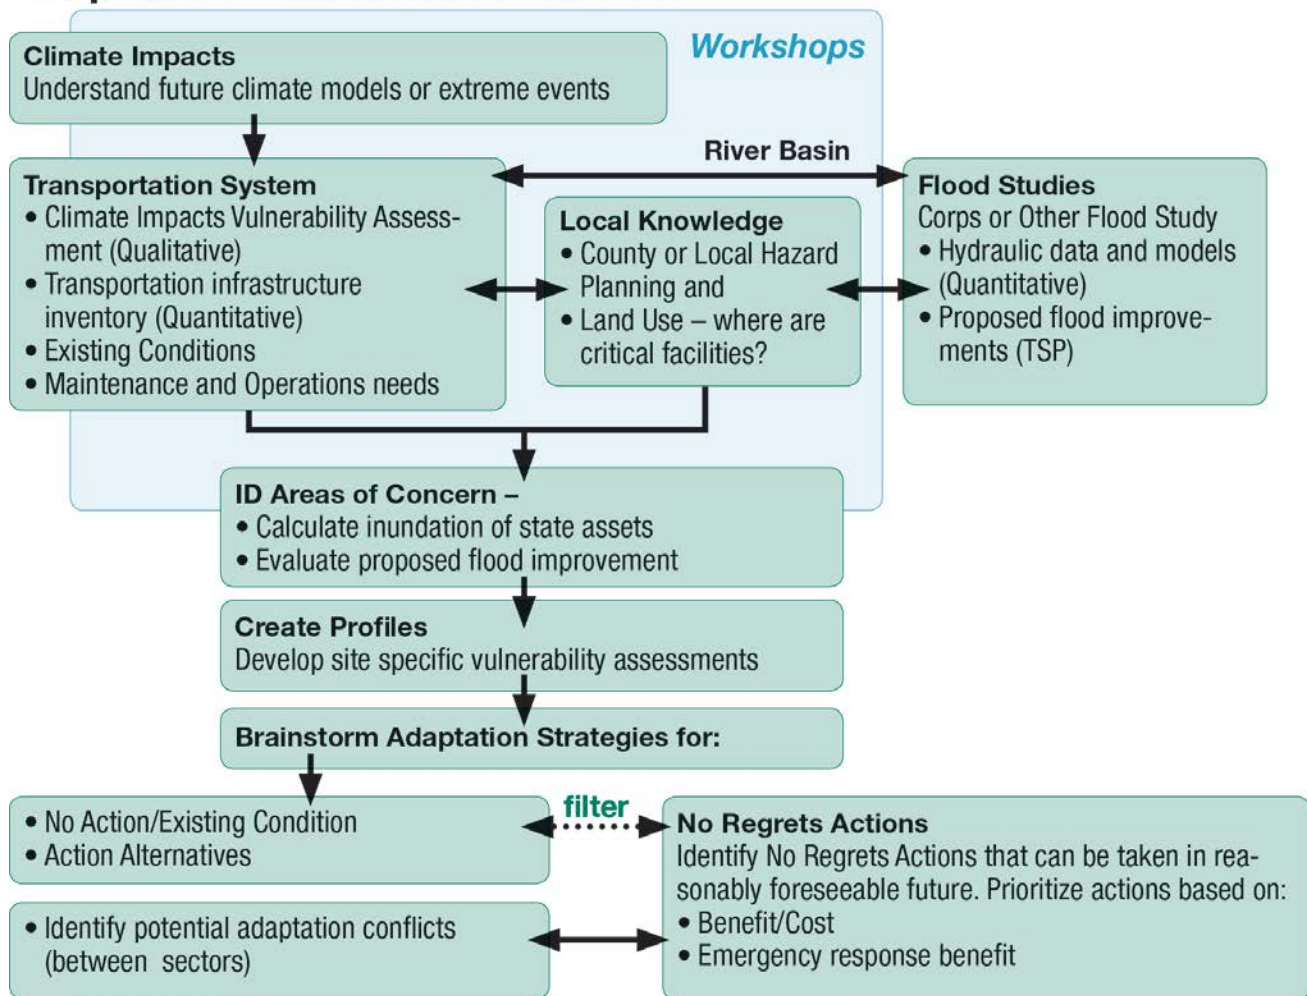 Workshops
Climate Impacts
Understand future climate models or extreme events
River Basin
Transportation System
• Climate Impacts Vulnerability Assess-
ment (Qualitative)
• Transportation infrastructure
inventory (Quantitative)
• Existing Conditions
• Maintenance and Operations needs
Local Knowledge
• County or Local Hazard
Planning and
• Land Use – where are
critical facilities?
Flood Studies
Corps or Other Flood Study
• Hydraulic data and models
(Quantitative)
• Proposed flood improve-
ments (TSP)
ID Areas of Concern –
• Calculate inundation of state assets
• Evaluate proposed flood improvement
Create Profiles
Develop site specific vulnerability assessments
Brainstorm Adaptation Strategies for:
• No Action/Existing Condition
• Action Alternatives
filter
No Regrets Actions
Identify No Regrets Actions that can be taken in rea-
sonably foreseeable future. Prioritize actions based on:
• Benefit/Cost
• Emergency response benefit
• Identify potential adaptation conflicts
(between sectors)